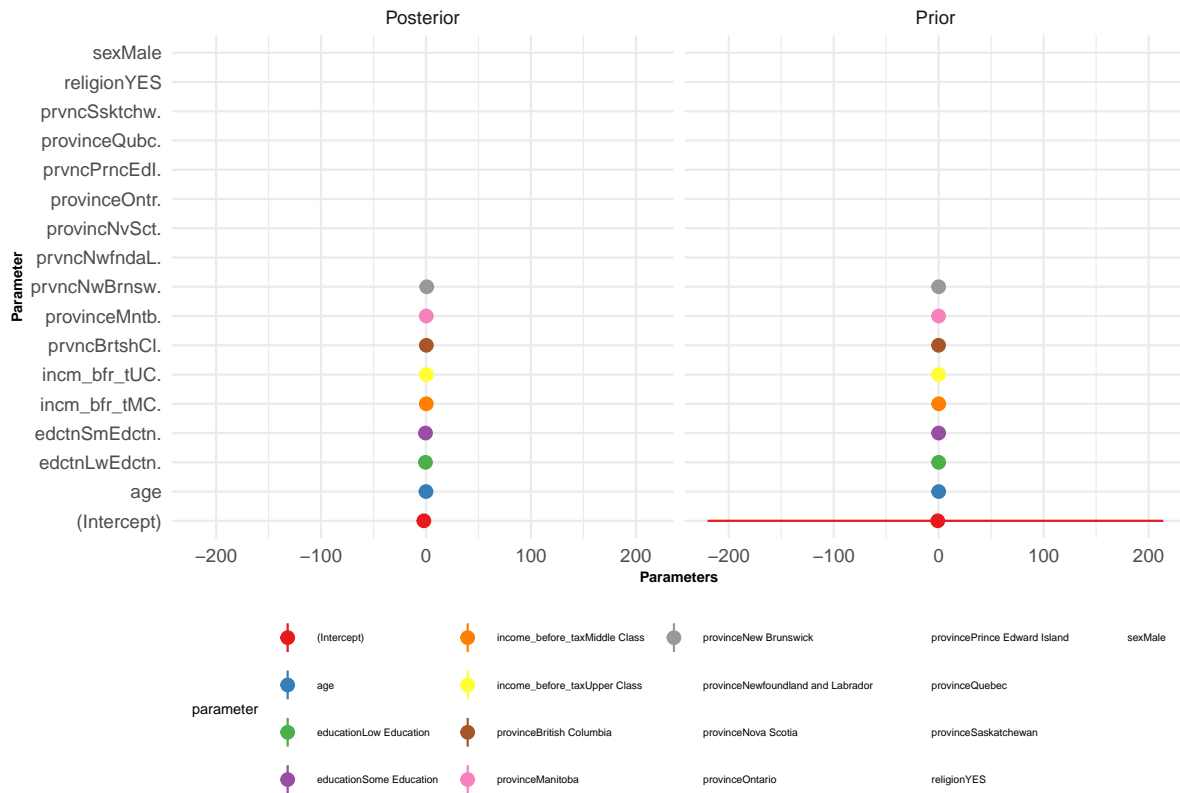 Posterior
Prior
sexMale
religionYES
prvncSsktchw.
provinceQubc.
prvncPrncEdI.
provinceOntr.
provincNvSct.
prvncNwfndaL.
prvncNwBrnsw.
provinceMntb.
prvncBrtshCl.
incm_bfr_tUC.
incm_bfr_tMC.
edctnSmEdctn.
edctnLwEdctn.
age
(Intercept)
Parameter
−200 −100 0 100 200 −200 −100 0 100 200
Parameters
parameter
(Intercept)
age
educationLow Education
educationSome Education
income_before_taxMiddle Class
income_before_taxUpper Class
provinceBritish Columbia
provinceManitoba
provinceNew Brunswick
provinceNewfoundland and Labrador
provinceNova Scotia
provinceOntario
provincePrince Edward Island
provinceQuebec
provinceSaskatchewan
religionYES
sexMale